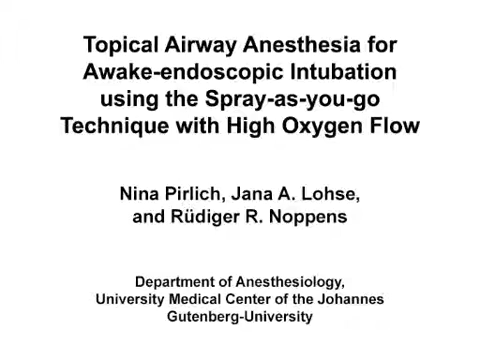 Topical Airway Anesthesia for
Awake-endoscopic Intubation
using the Spray-as-you-go
Technique with High Oxygen Flow
Nina Pirlich, Jana A. Lohse,
and Rüdiger R. Noppens
Department of Anesthesiology,
University Medical Center of the Johannes
Gutenberg-University